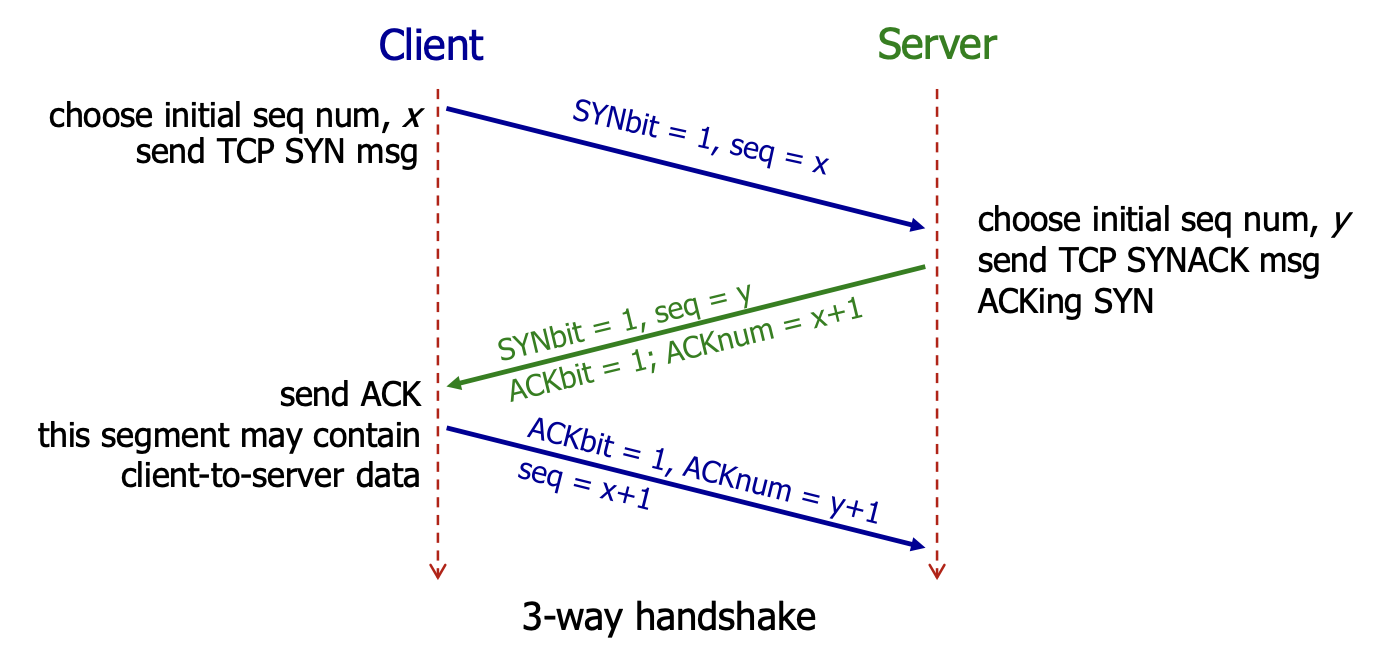 Client
Server
choose initial seq num, x
send TCP SYN msg
SYNbit = 1, seq = x
choose initial seq num, y
send TCP SYNACK msg
ACKing SYN
SYNbit = 1, seq = y
ACKbit = 1; ACKnum = x+1
send ACK
this segment may contain
client-to-server data
ACKbit = 1, ACKnum = y+1
seq = x+1
3-way handshake